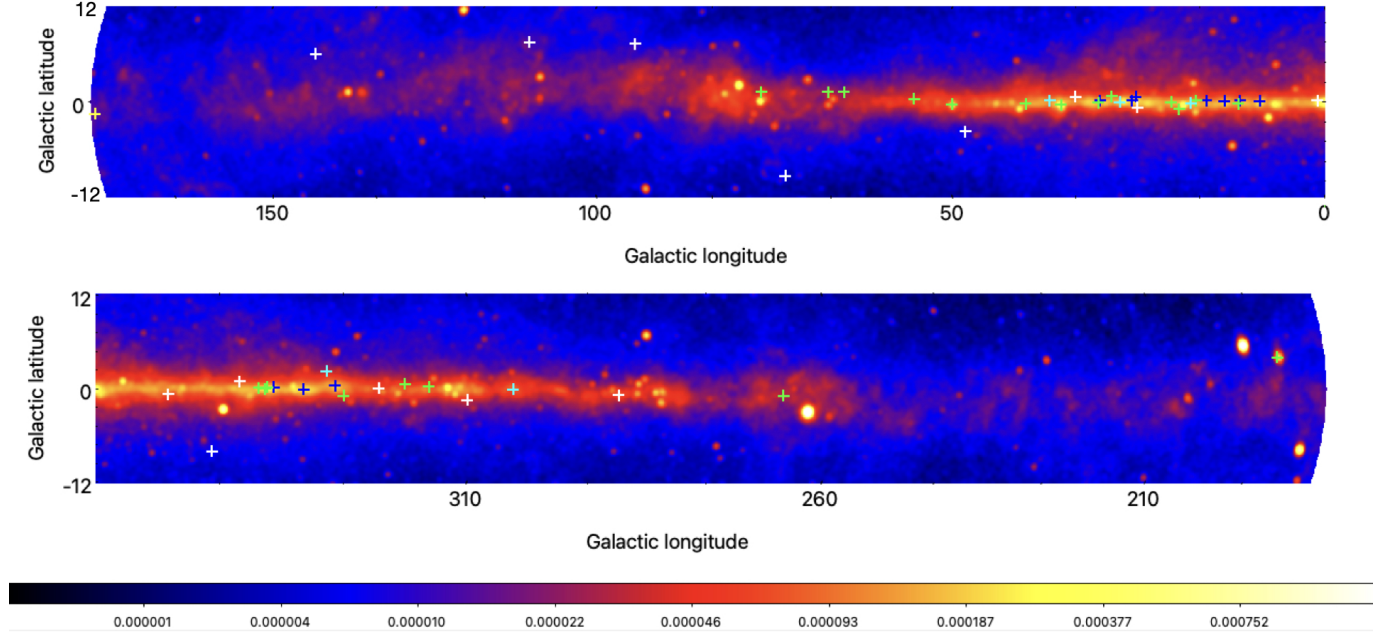 12
Galactic latitude
0
-12
150 100 50 0
Galactic longitude
12
Galactic latitude
0
-12
310 260 210
Galactic longitude
0.000001 0.000004 0.000010 0.000022 0.000046 0.000093 0.000187 0.000377 0.000752